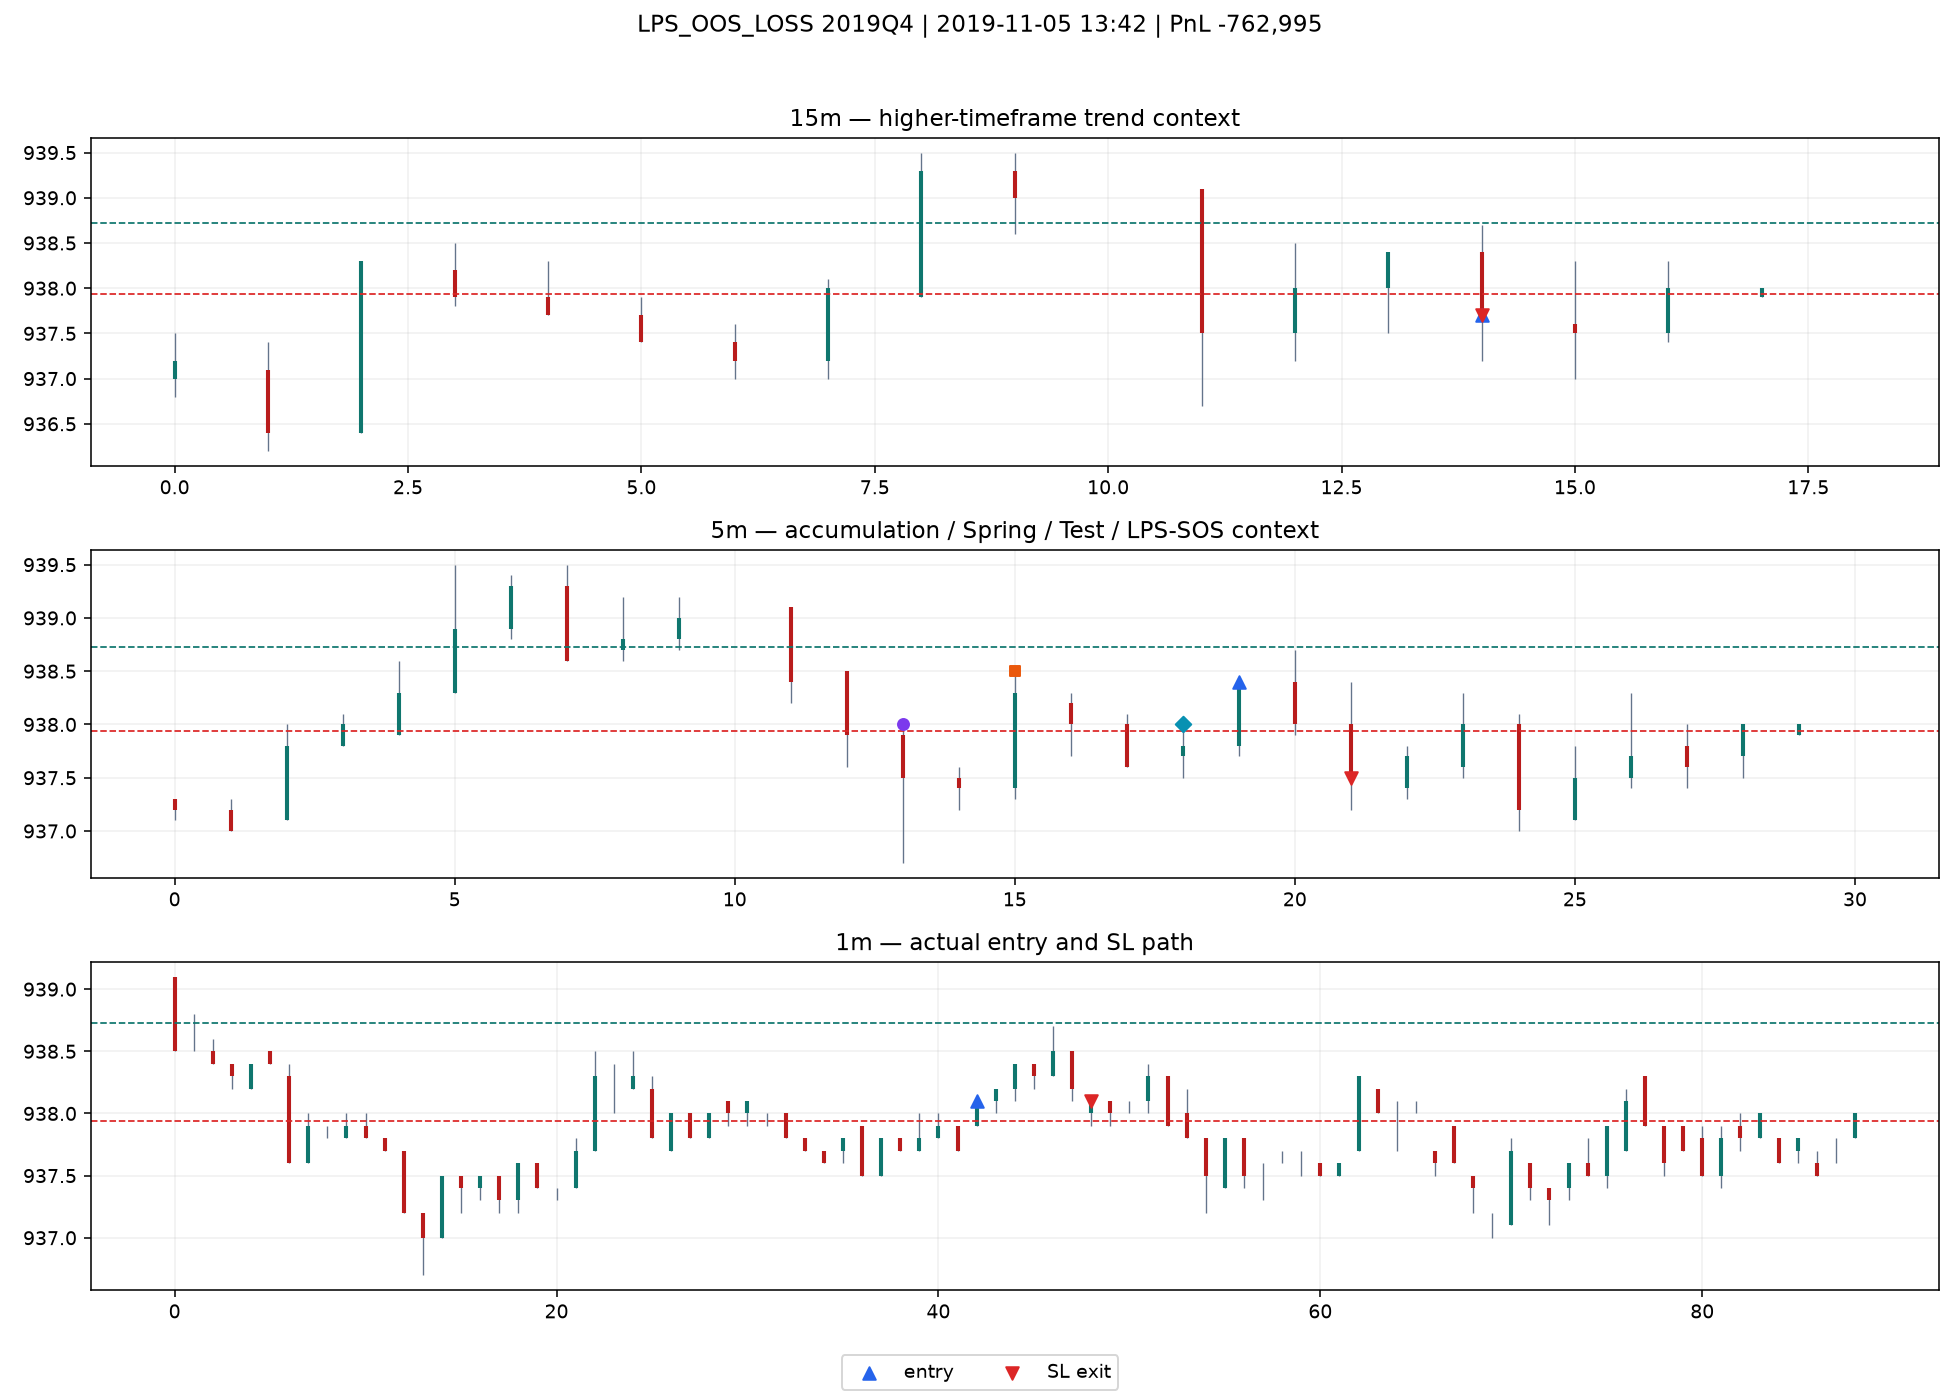 LPS_OOS_LOSS 2019Q4 | 2019-11-05 13:42 | PnL -762,995
15m — higher-timeframe trend context
939.5
939.0
938.5
938.0
937.5
937.0
936.5
0.0 2.5 5.0 7.5 10.0 12.5 15.0 17.5
5m — accumulation / Spring / Test / LPS-SOS context
939.5
939.0
938.5
938.0
937.5
937.0
0 5 10 15 20 25 30
1m — actual entry and SL path
939.0
938.5
938.0
937.5
937.0
0 20 40 60 80
entry SL exit